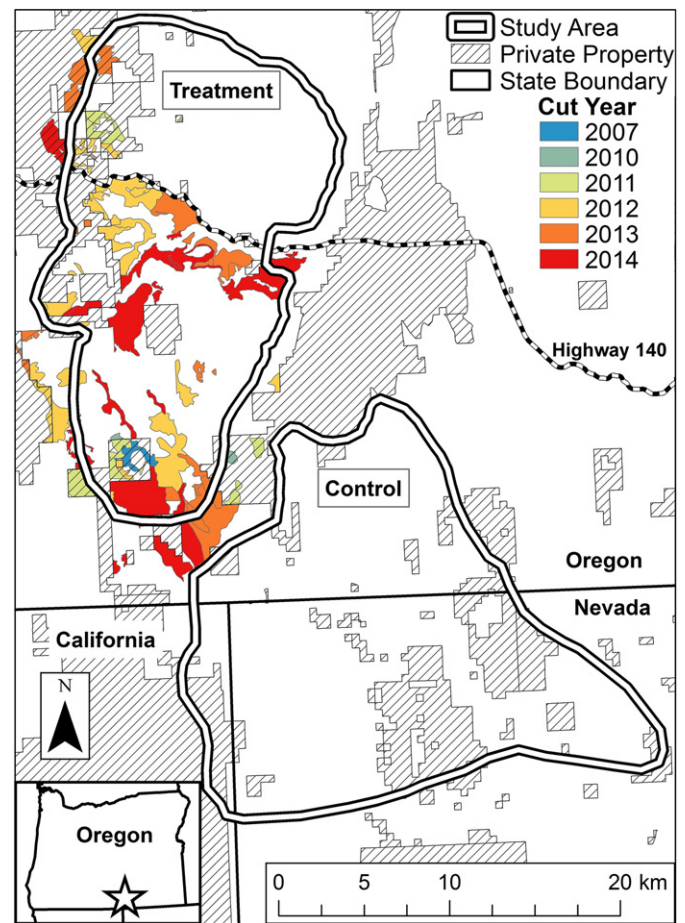 Study Area
Private Property
State Boundary
Cut Year
2007
2010
2011
2012
2013
2014
Treatment
Highway 140
Control
Oregon
Nevada
California
N
Oregon
0 5 10 20 km